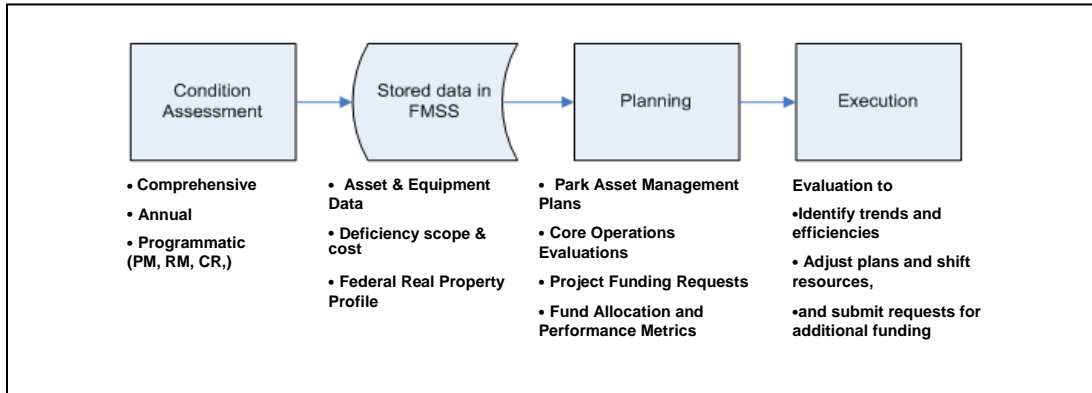 Condition
Assessment
Stored data in
FMSS
Planning
Execution
• Comprehensive
• Annual
• Programmatic
(PM, RM, CR,)
• Asset & Equipment
Data
• Deficiency scope &
cost
• Federal Real Property
Profile
• Park Asset Management
Plans
• Core Operations
Evaluations
• Project Funding Requests
• Fund Allocation and
Performance Metrics
Evaluation to
•Identify trends and
efficiencies
• Adjust plans and shift
resources,
•and submit requests for
additional funding